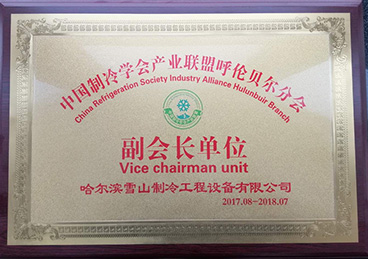 中国制冷学会产业联盟呼伦贝尔分会
China Refrigeration Society Industry Alliance Hulunbuir Branch
副会长单位
Vice chairman unit
哈尔滨雪山制冷工程设备有限公司
2017.08-2018.07